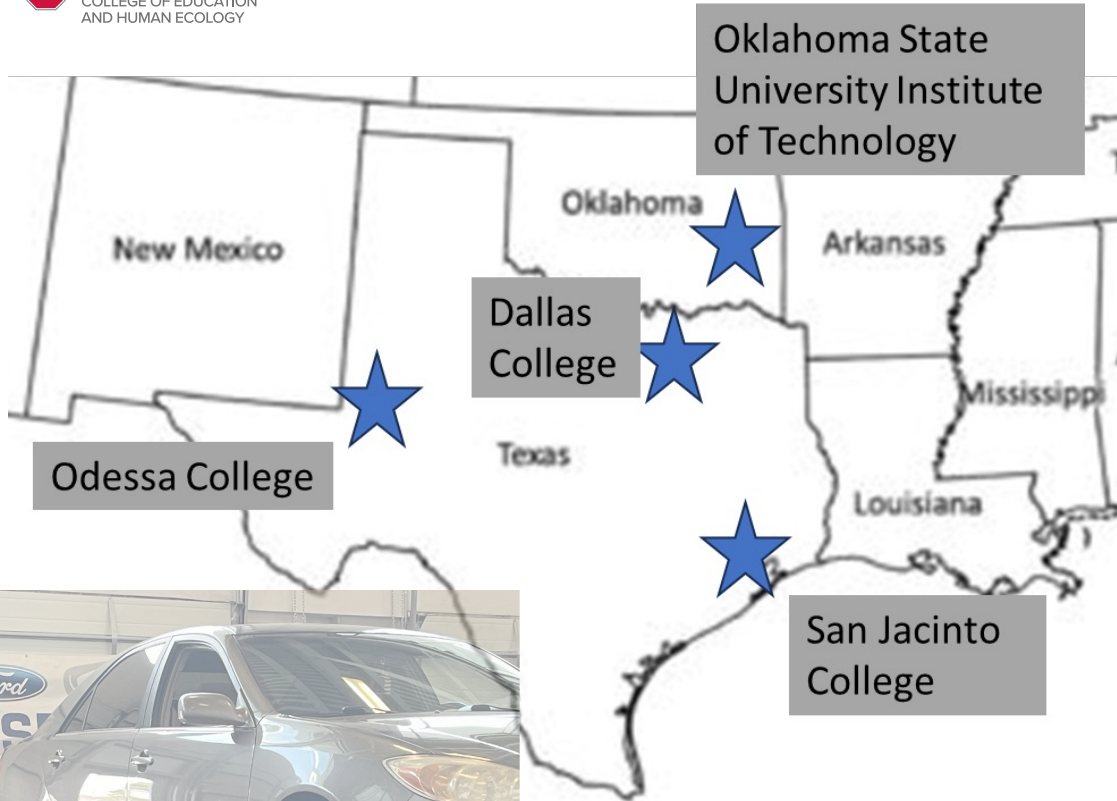 COLLEGE OF EDUCATION
AND HUMAN ECOLOGY
Oklahoma State
University Institute
of Technology
Oklahoma
New Mexico
Arkansas
Dallas
College
Mississippi
Odessa College
Texas
Louisiana
San Jacinto
College